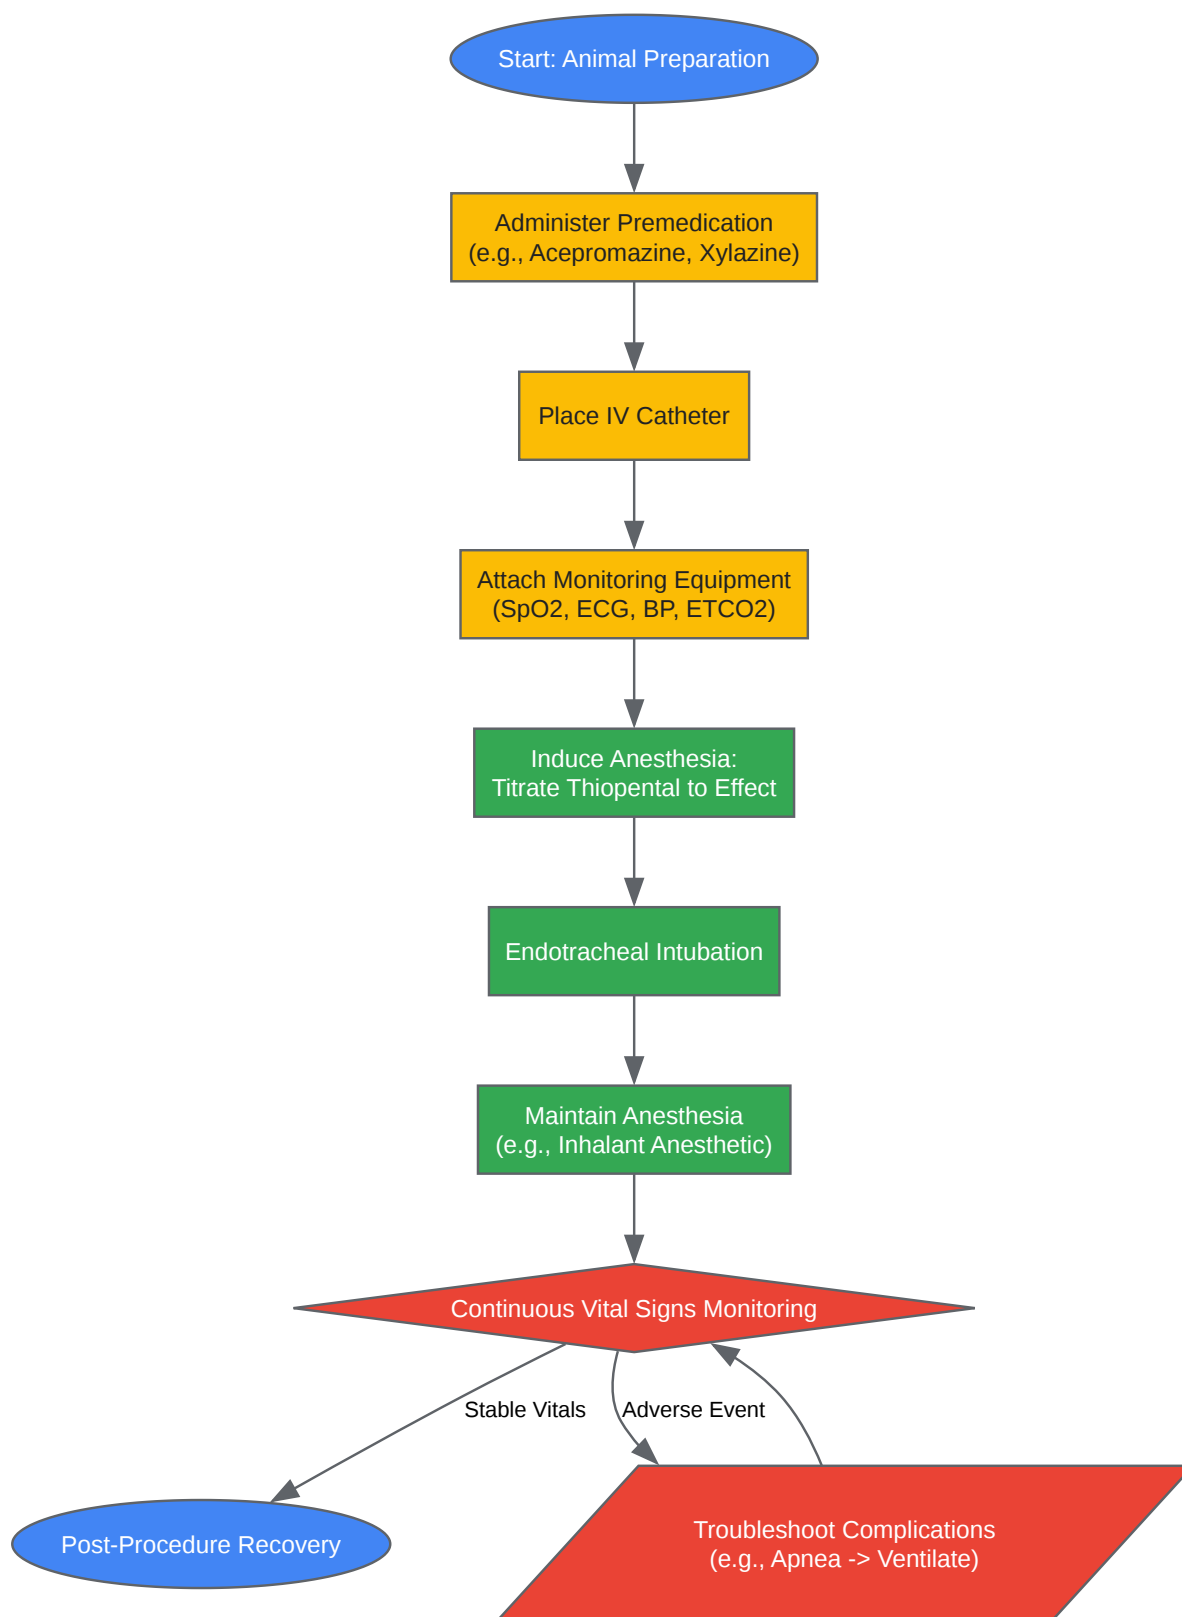 Start: Animal Preparation
Administer Premedication
(e.g., Acepromazine, Xylazine)
Place IV Catheter
Attach Monitoring Equipment
(SpO2, ECG, BP, ETCO2)
Induce Anesthesia:
Titrate Thiopental to Effect
Endotracheal Intubation
Maintain Anesthesia
(e.g., Inhalant Anesthetic)
Continuous Vital Signs Monitoring
Stable Vitals
Adverse Event
Post-Procedure Recovery
Troubleshoot Complications
(e.g., Apnea -> Ventilate)